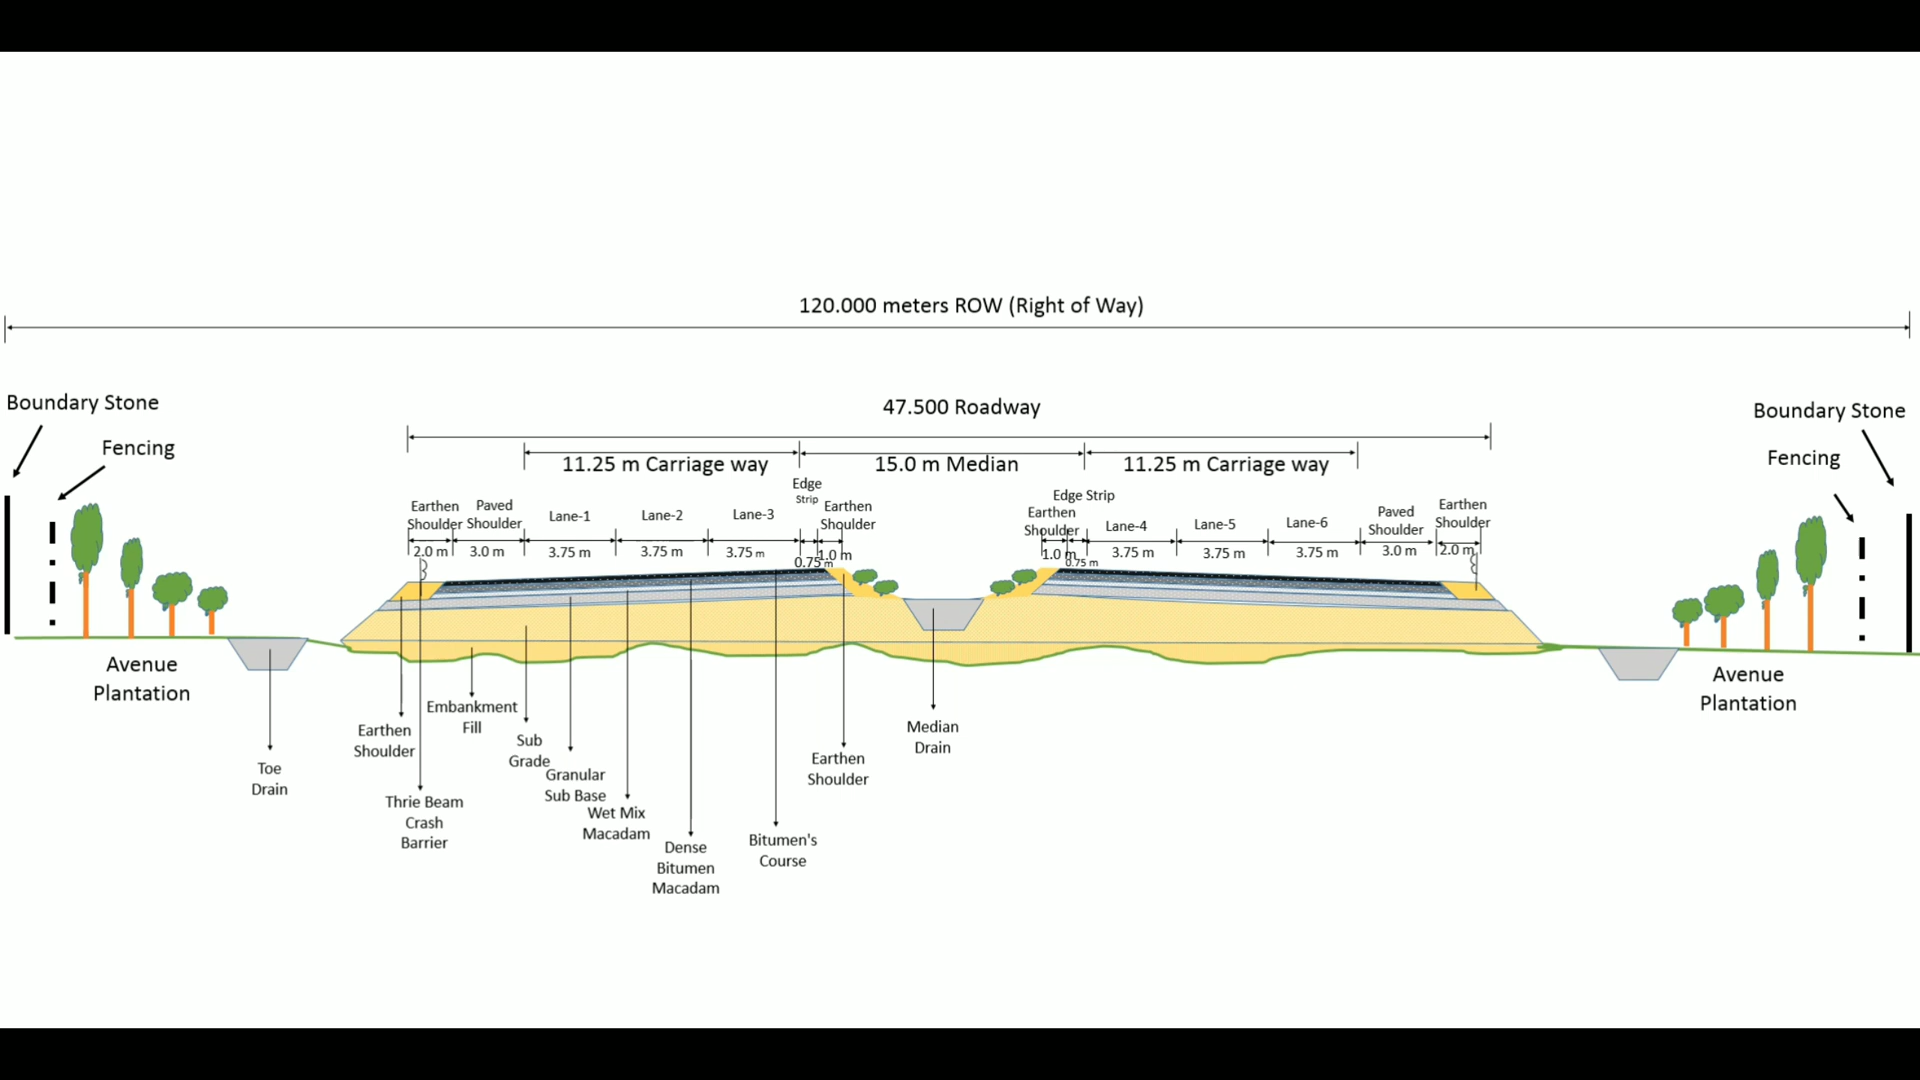 120.000 meters ROW (Right of Way)
Boundary Stone
Fencing
47.500 Roadway
Boundary Stone
Fencing
11.25 m Carriage way
15.0 m Median
11.25 m Carriage way
Earthen
Shoulder
2.0 m
Paved
Shoulder
3.0 m
Lane-1
3.75 m
Lane-2
3.75 m
Lane-3
3.75 m
Edge
Strip
0.75 m
Earthen
Shoulder
1.0 m
Edge Strip
0.75 m
Earthen
Shoulder
1.0 m
Lane-4
3.75 m
Lane-5
3.75 m
Lane-6
3.75 m
Paved
Shoulder
3.0 m
Earthen
Shoulder
2.0 m
Avenue
Plantation
Toe
Drain
Earthen
Shoulder
Thrie Beam
Crash
Barrier
Embankment
Fill
Sub
Grade
Granular
Sub Base
Wet Mix
Macadam
Dense
Bitumen
Macadam
Bitumen's
Course
Earthen
Shoulder
Median
Drain
Avenue
Plantation